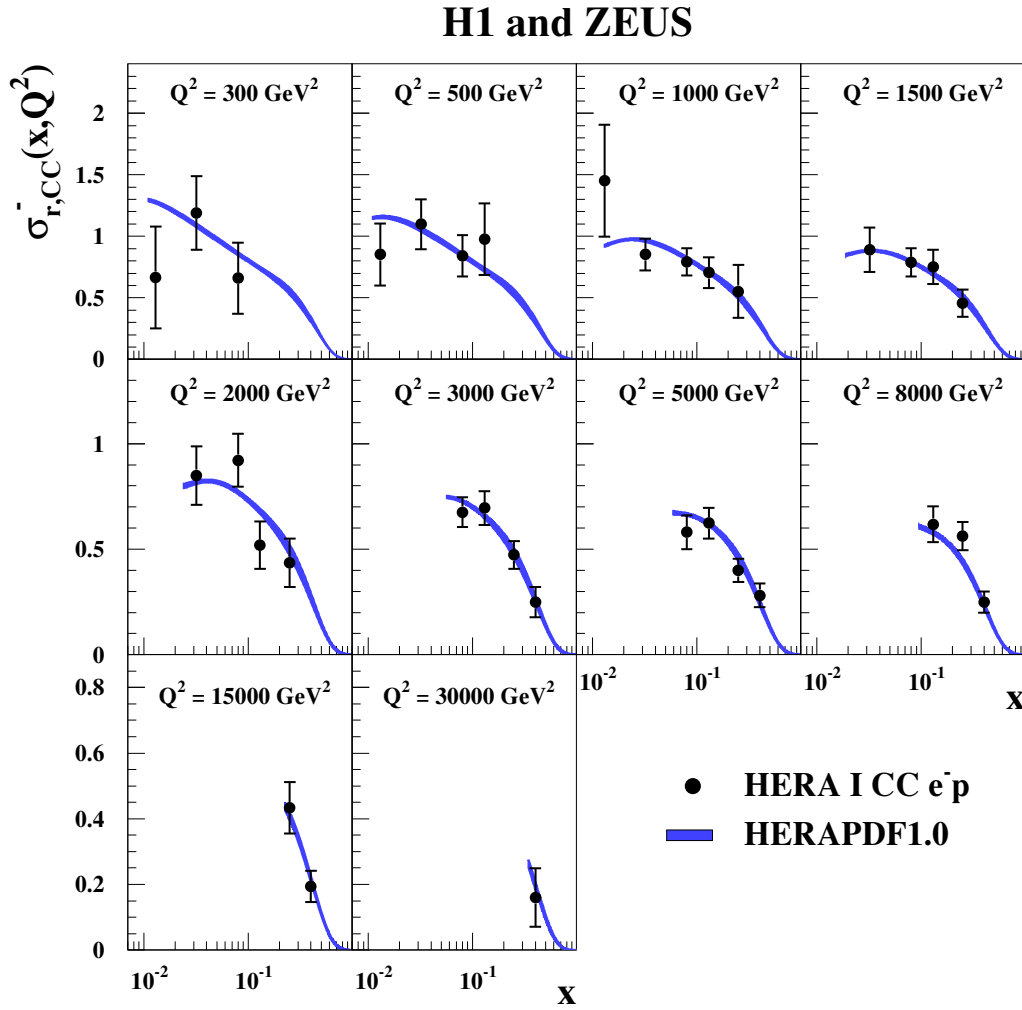 H1 and ZEUS
σ⁻r,CC(x,Q²)
Q² = 300 GeV² Q² = 500 GeV² Q² = 1000 GeV² Q² = 1500 GeV²
2
1.5
1
0.5
0
Q² = 2000 GeV² Q² = 3000 GeV² Q² = 5000 GeV² Q² = 8000 GeV²
1
0.5
0
10⁻² 10⁻¹ 10⁻² 10⁻¹
x
Q² = 15000 GeV² Q² = 30000 GeV²
0.8
0.6
0.4
0.2
0
HERA I CC e⁻p
HERAPDF1.0
10⁻² 10⁻¹ 10⁻² 10⁻¹
x